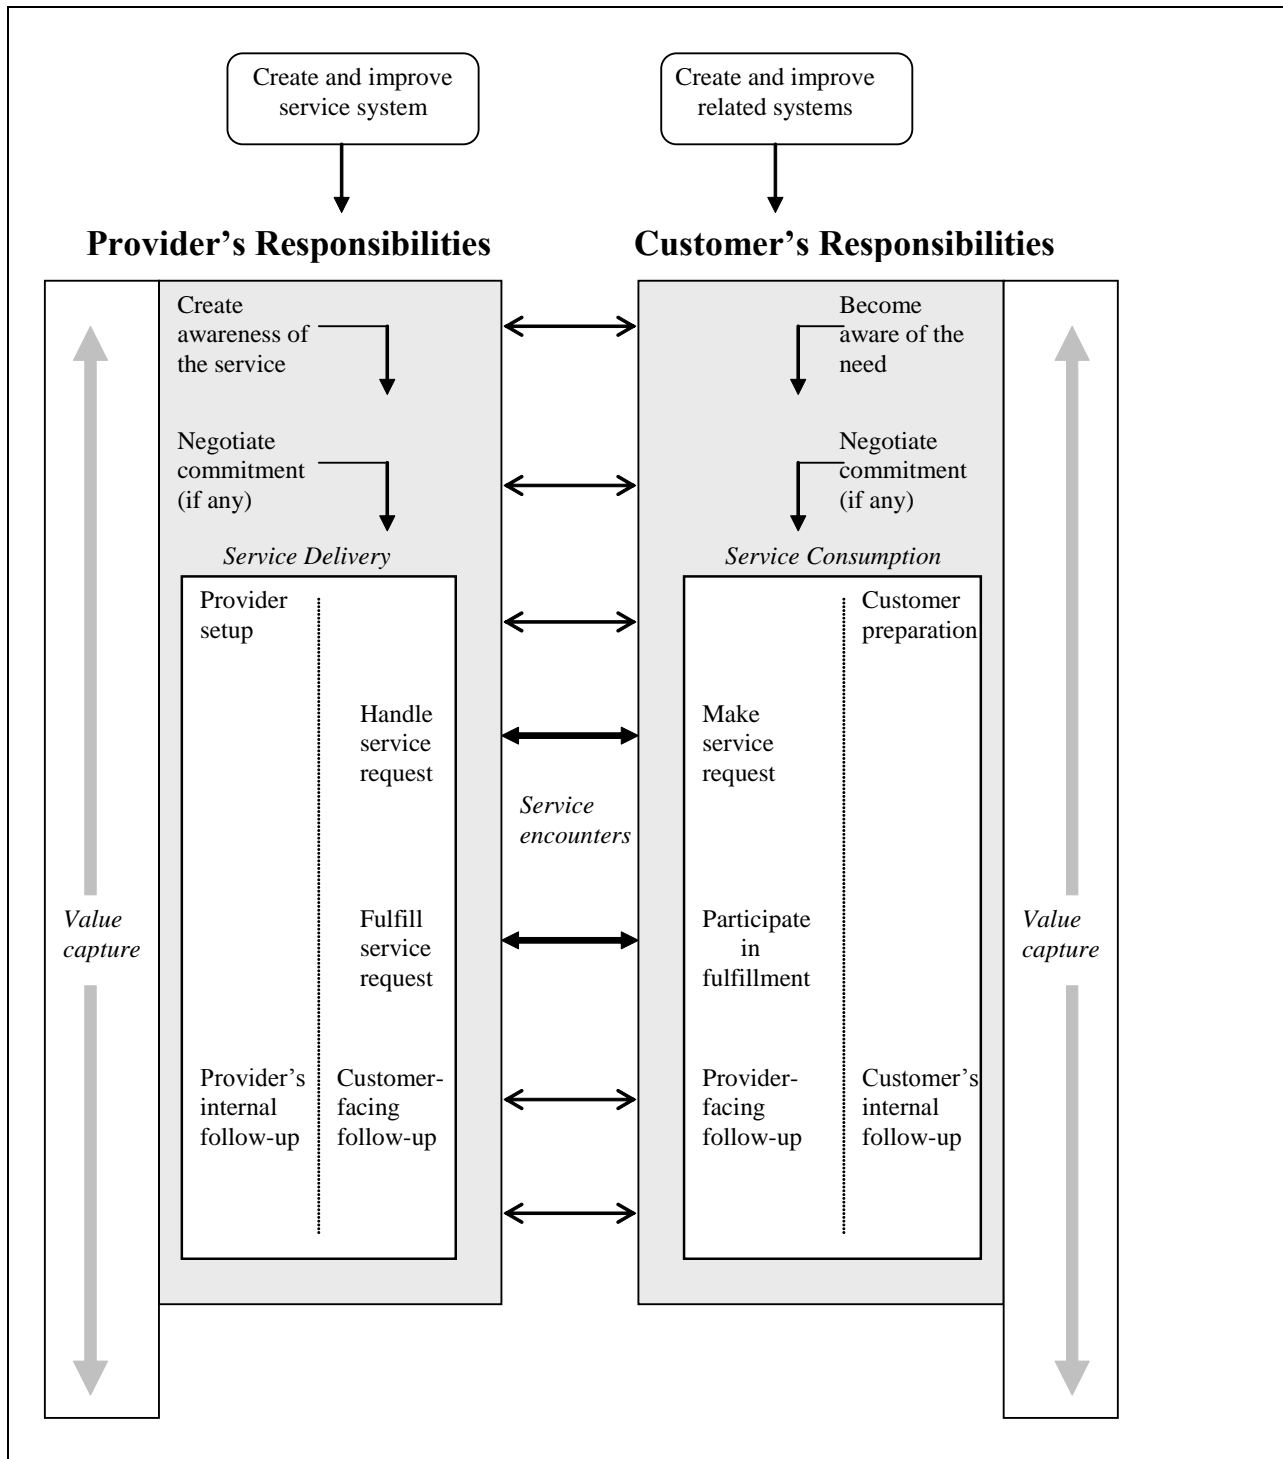 Create and improve
service system
Create and improve
related systems
Provider’s Responsibilities
Customer’s Responsibilities
Create
awareness of
the service
Become
aware of the
need
Negotiate
commitment
(if any)
Negotiate
commitment
(if any)
Service Delivery
Service Consumption
Provider
setup
Customer
preparation
Handle
service
request
Make
service
request
Service
encounters
Value
capture
Fulfill
service
request
Participate
in
fulfillment
Value
capture
Provider’s
internal
follow-up
Customer-
facing
follow-up
Provider-
facing
follow-up
Customer’s
internal
follow-up